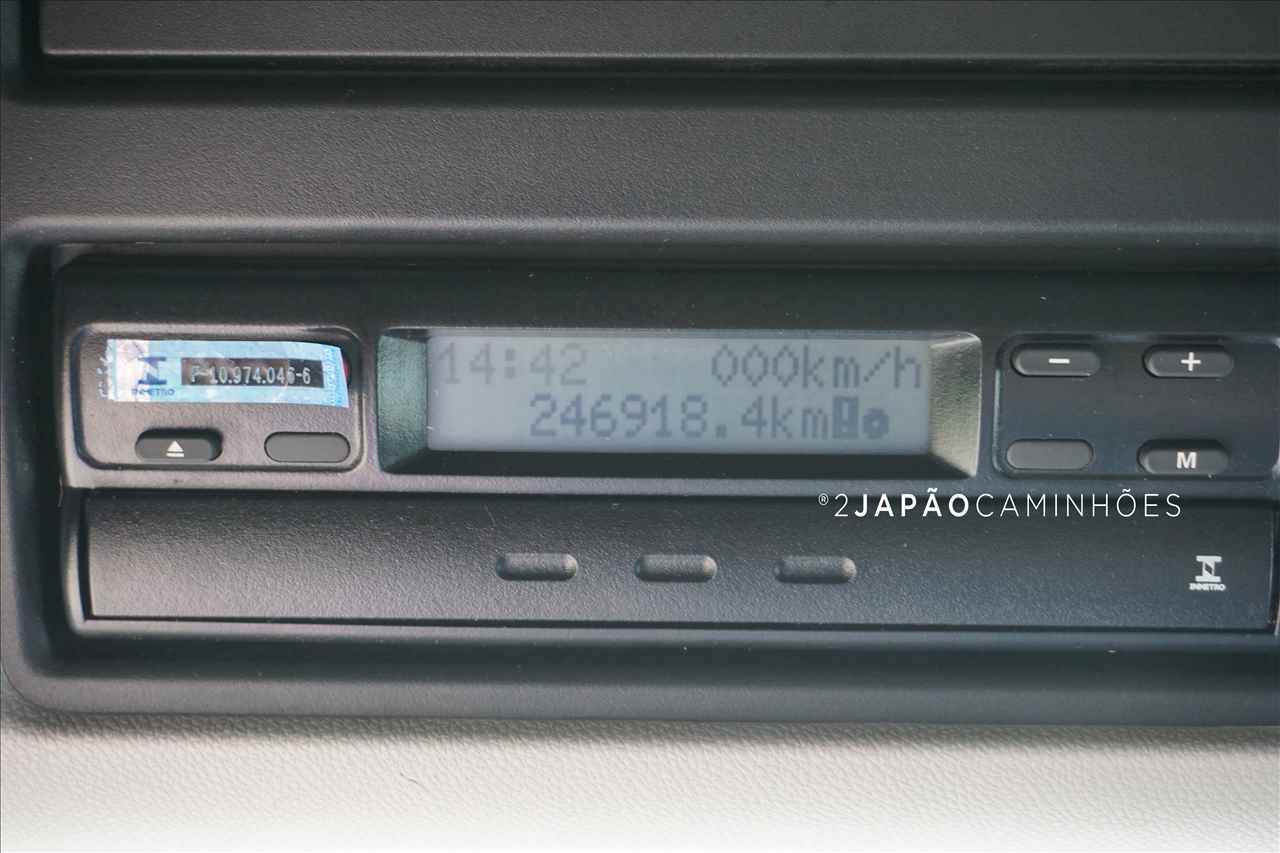 14:42 000km/h
246918.4km
INMETRO
F-10.974.046-6
M
®2JAPÃOCAMINHÕES
INMETRO